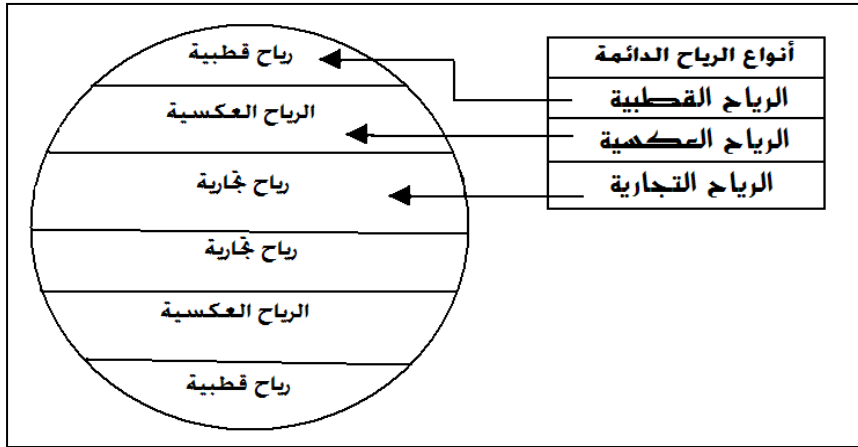 أنواع الرياح الدائمة
الرياح القطبية
الرياح العكسية
الرياح التجارية
رياح قطبية
الرياح العكسية
رياح تجارية
رياح تجارية
الرياح العكسية
رياح قطبية